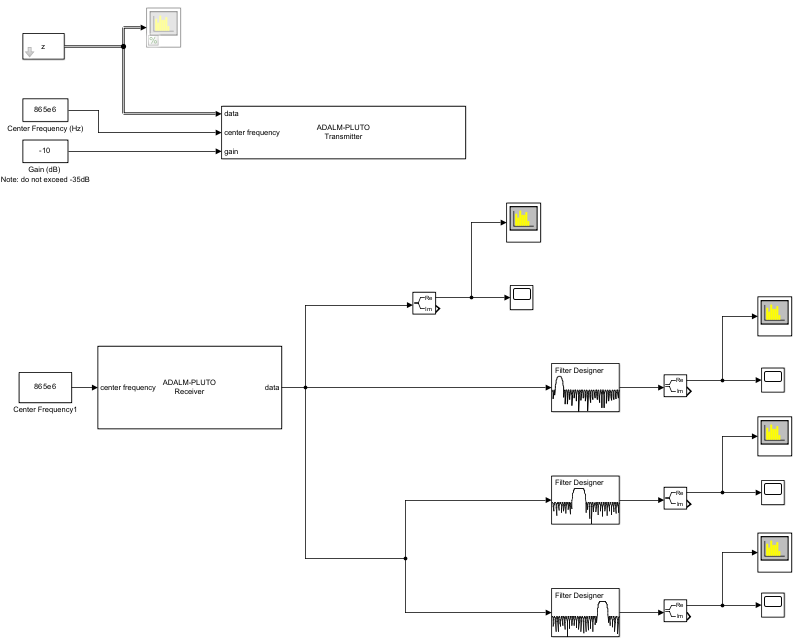 z
865e6
Center Frequency (Hz)
-10
Gain (dB)
Note: do not exceed -35dB
data
center frequency
gain
ADALM-PLUTO
Transmitter
Re
Im
865e6
Center Frequency1
center frequency
ADALM-PLUTO
Receiver
data
Filter Designer
Re
Im
Filter Designer
Re
Im
Filter Designer
Re
Im